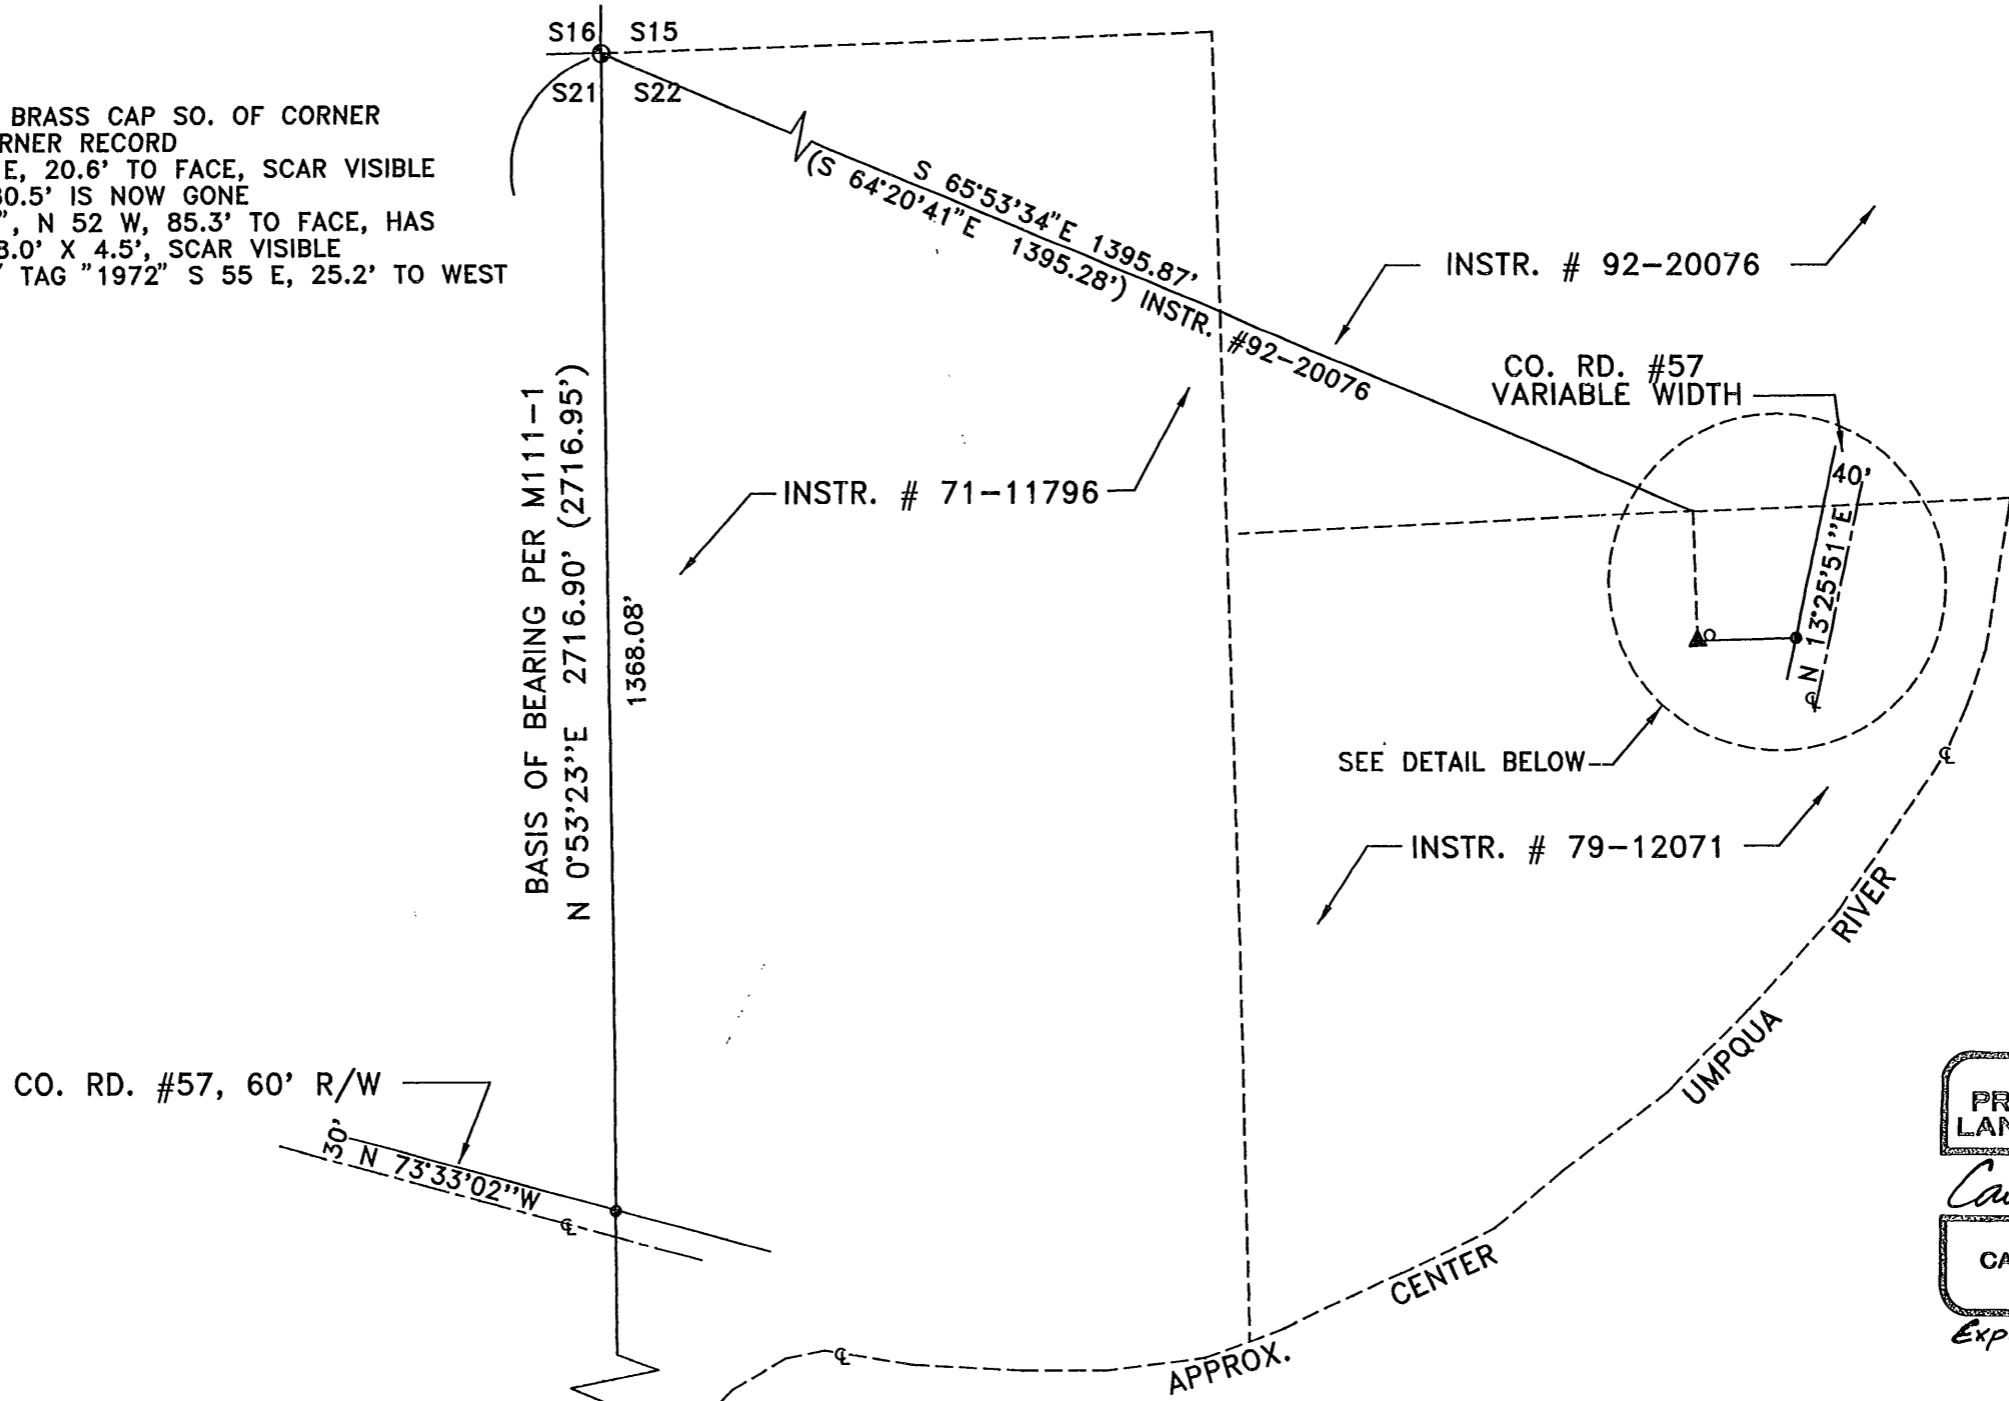 S16 S15
S21 S22
BRASS CAP SO. OF CORNER
RNER RECORD
E, 20.6' TO FACE, SCAR VISIBLE
30.5' IS NOW GONE
", N 52 W, 85.3' TO FACE, HAS
3.0' X 4.5', SCAR VISIBLE
TAG "1972" S 55 E, 25.2' TO WEST
S 65°53'34"E 1395.87'
(S 64°20'41"E 1395.28') INSTR. #92-20076
INSTR. # 92-20076
CO. RD. #57
VARIABLE WIDTH
40'
N 13°25'51"E
INSTR. # 71-11796
BASIS OF BEARING PER M111-1
N 0°53'23"E 2716.90' (2716.95')
1368.08'
SEE DETAIL BELOW
INSTR. # 79-12071
CO. RD. #57, 60' R/W
30'
N 73°33'02"W
APPROX. CENTER UMPQUA RIVER
PR
LAN
CA
Exp